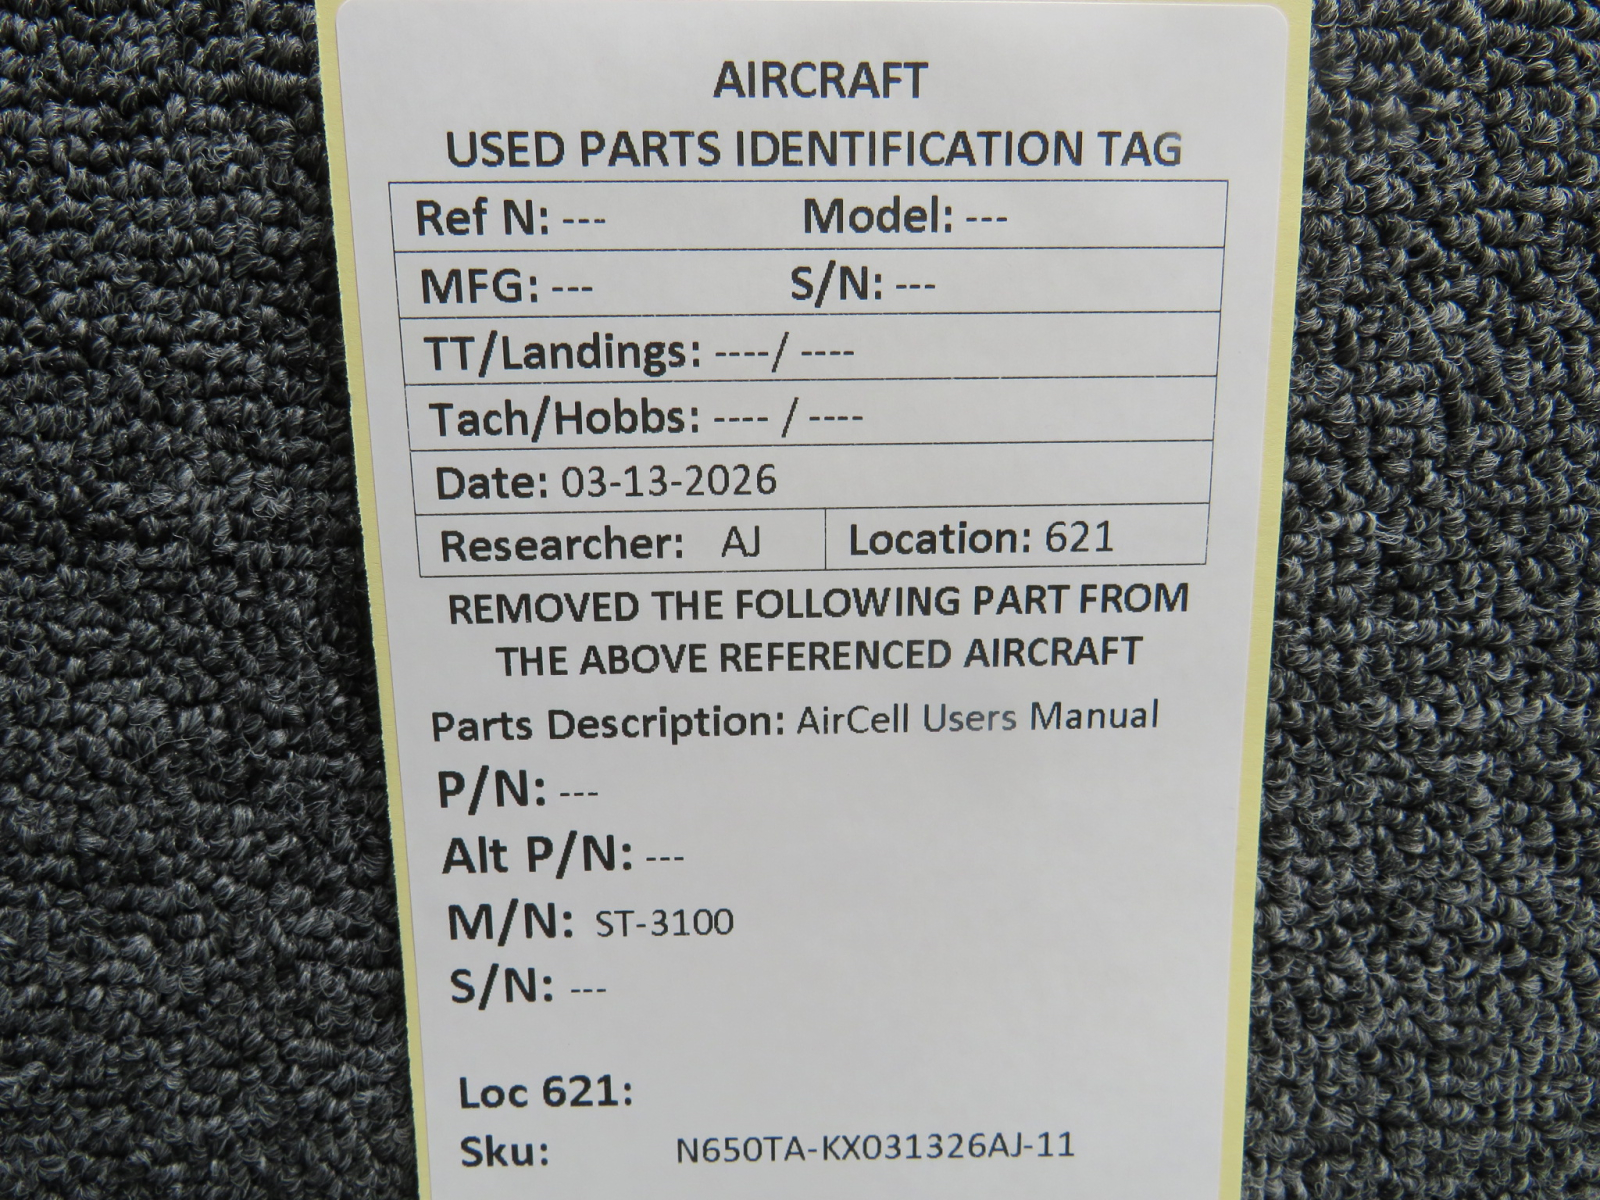 AIRCRAFT
USED PARTS IDENTIFICATION TAG
Ref N: --- Model: ---
MFG: --- S/N: ---
TT/Landings: ----/ ----
Tach/Hobbs: ---- / ----
Date: 03-13-2026
Researcher: AJ Location: 621
REMOVED THE FOLLOWING PART FROM
THE ABOVE REFERENCED AIRCRAFT
Parts Description: AirCell Users Manual
P/N: ---
Alt P/N: ---
M/N: ST-3100
S/N: ---
Loc 621:
Sku: N650TA-KX031326AJ-11